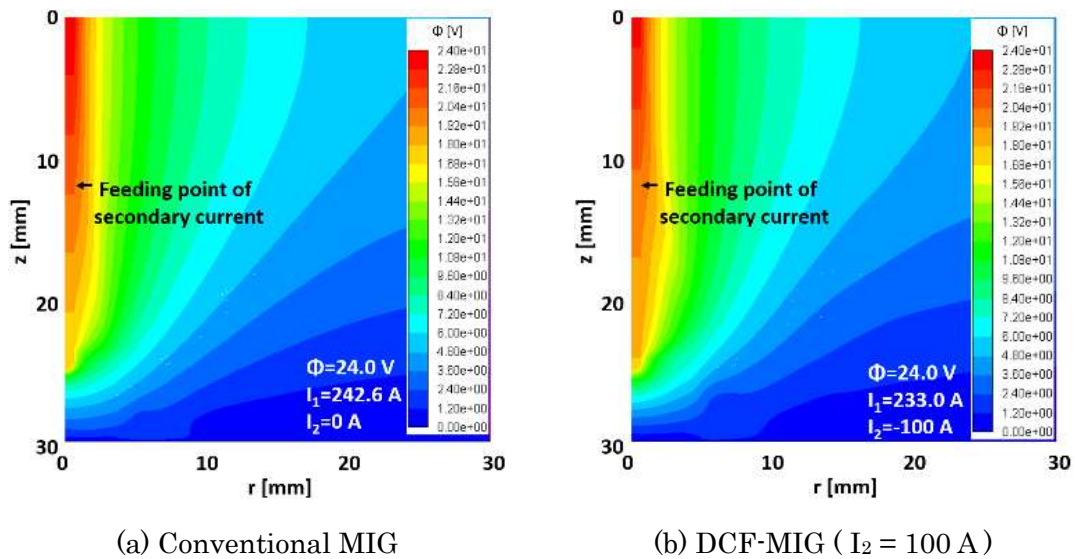 0
10
20
30
z [mm]
Φ [V]
2.40e+01
2.28e+01
2.16e+01
2.04e+01
1.92e+01
1.80e+01
1.68e+01
1.56e+01
1.44e+01
1.32e+01
1.20e+01
1.08e+01
9.60e+00
8.40e+00
7.20e+00
6.00e+00
4.80e+00
3.60e+00
2.40e+00
1.20e+00
0.00e+00
← Feeding point of
secondary current
Φ=24.0 V
I₁=242.6 A
I₂=0 A
0 10 20 30
r [mm]
(a) Conventional MIG
0
10
20
30
z [mm]
Φ [V]
2.40e+01
2.28e+01
2.16e+01
2.04e+01
1.92e+01
1.80e+01
1.68e+01
1.56e+01
1.44e+01
1.32e+01
1.20e+01
1.08e+01
9.60e+00
8.40e+00
7.20e+00
6.00e+00
4.80e+00
3.60e+00
2.40e+00
1.20e+00
0.00e+00
← Feeding point of
secondary current
Φ=24.0 V
I₁=233.0 A
I₂=-100 A
0 10 20 30
r [mm]
(b) DCF-MIG ( I₂ = 100 A )